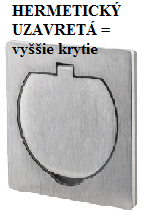 HERMETICKÝ
UZAVRETÁ =
vyššie krytie